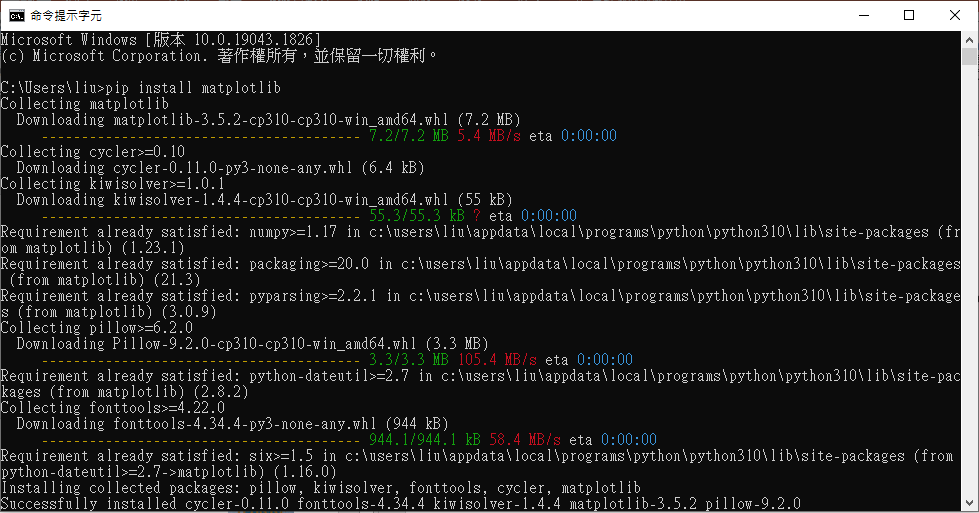 命令提示字元
Microsoft Windows [版本 10.0.19043.1826]
(c) Microsoft Corporation. 著作權所有，並保留一切權利。
C:\Users\liu>pip install matplotlib
Collecting matplotlib
  Downloading matplotlib-3.5.2-cp310-cp310-win_amd64.whl (7.2 MB)
     ---------------------------------------- 7.2/7.2 MB 5.4 MB/s eta 0:00:00
Collecting cycler>=0.10
  Downloading cycler-0.11.0-py3-none-any.whl (6.4 kB)
Collecting kiwisolver>=1.0.1
  Downloading kiwisolver-1.4.4-cp310-cp310-win_amd64.whl (55 kB)
     ---------------------------------------- 55.3/55.3 kB ? eta 0:00:00
Requirement already satisfied: numpy>=1.17 in c:\users\liu\appdata\local\programs\python\python310\lib\site-packages (fr
om matplotlib) (1.23.1)
Requirement already satisfied: packaging>=20.0 in c:\users\liu\appdata\local\programs\python\python310\lib\site-packages
 (from matplotlib) (21.3)
Requirement already satisfied: pyparsing>=2.2.1 in c:\users\liu\appdata\local\programs\python\python310\lib\site-package
s (from matplotlib) (3.0.9)
Collecting pillow>=6.2.0
  Downloading Pillow-9.2.0-cp310-cp310-win_amd64.whl (3.3 MB)
     ---------------------------------------- 3.3/3.3 MB 105.4 MB/s eta 0:00:00
Requirement already satisfied: python-dateutil>=2.7 in c:\users\liu\appdata\local\programs\python\python310\lib\site-pac
kages (from matplotlib) (2.8.2)
Collecting fonttools>=4.22.0
  Downloading fonttools-4.34.4-py3-none-any.whl (944 kB)
     ---------------------------------------- 944.1/944.1 kB 58.4 MB/s eta 0:00:00
Requirement already satisfied: six>=1.5 in c:\users\liu\appdata\local\programs\python\python310\lib\site-packages (from
python-dateutil>=2.7->matplotlib) (1.16.0)
Installing collected packages: pillow, kiwisolver, fonttools, cycler, matplotlib
Successfully installed cycler-0.11.0 fonttools-4.34.4 kiwisolver-1.4.4 matplotlib-3.5.2 pillow-9.2.0